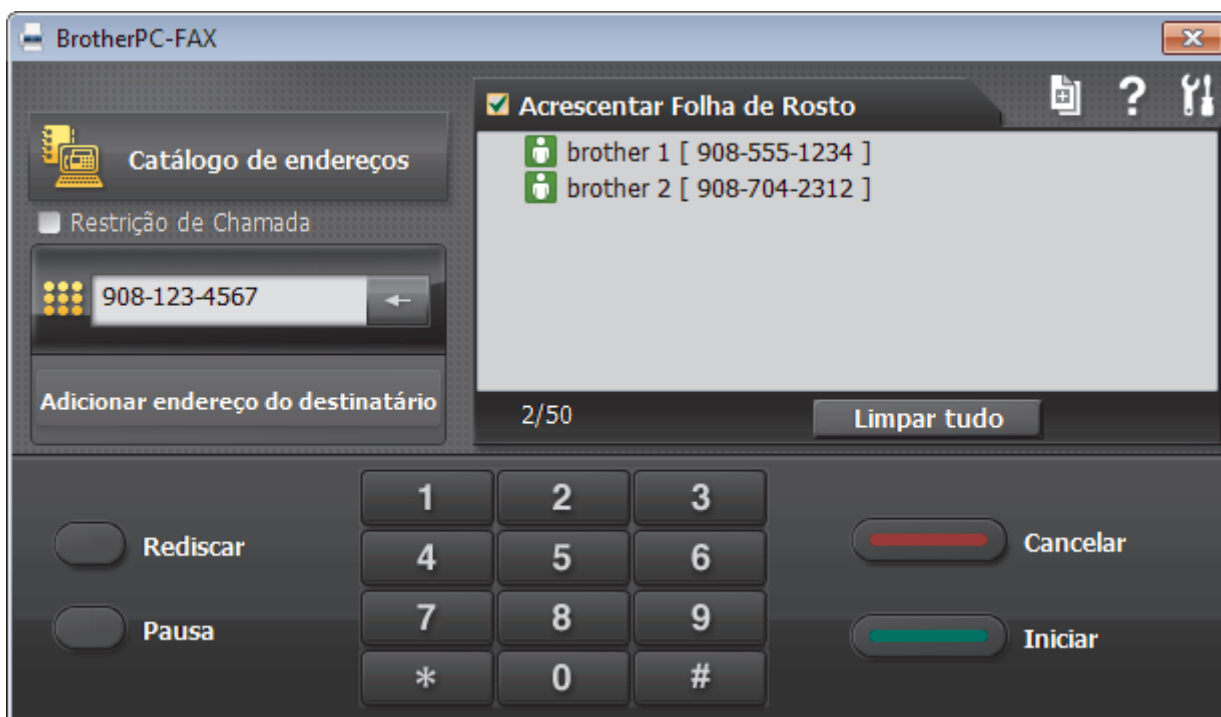 BrotherPC-FAX
Catálogo de endereços
Restrição de Chamada
908-123-4567
Adicionar endereço do destinatário
Acrescentar Folha de Rosto
?
brother 1 [ 908-555-1234 ]
brother 2 [ 908-704-2312 ]
2/50
Limpar tudo
Rediscar
Pausa
1 2 3
4 5 6
7 8 9
* 0 #
Cancelar
Iniciar